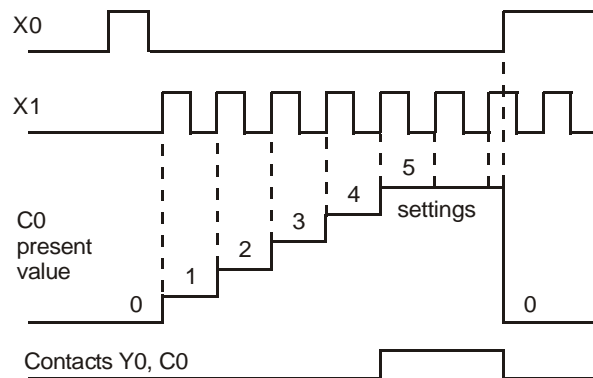 X0
X1
5
4
settings
3
C0
present
value
2
1
0
0
Contacts Y0, C0